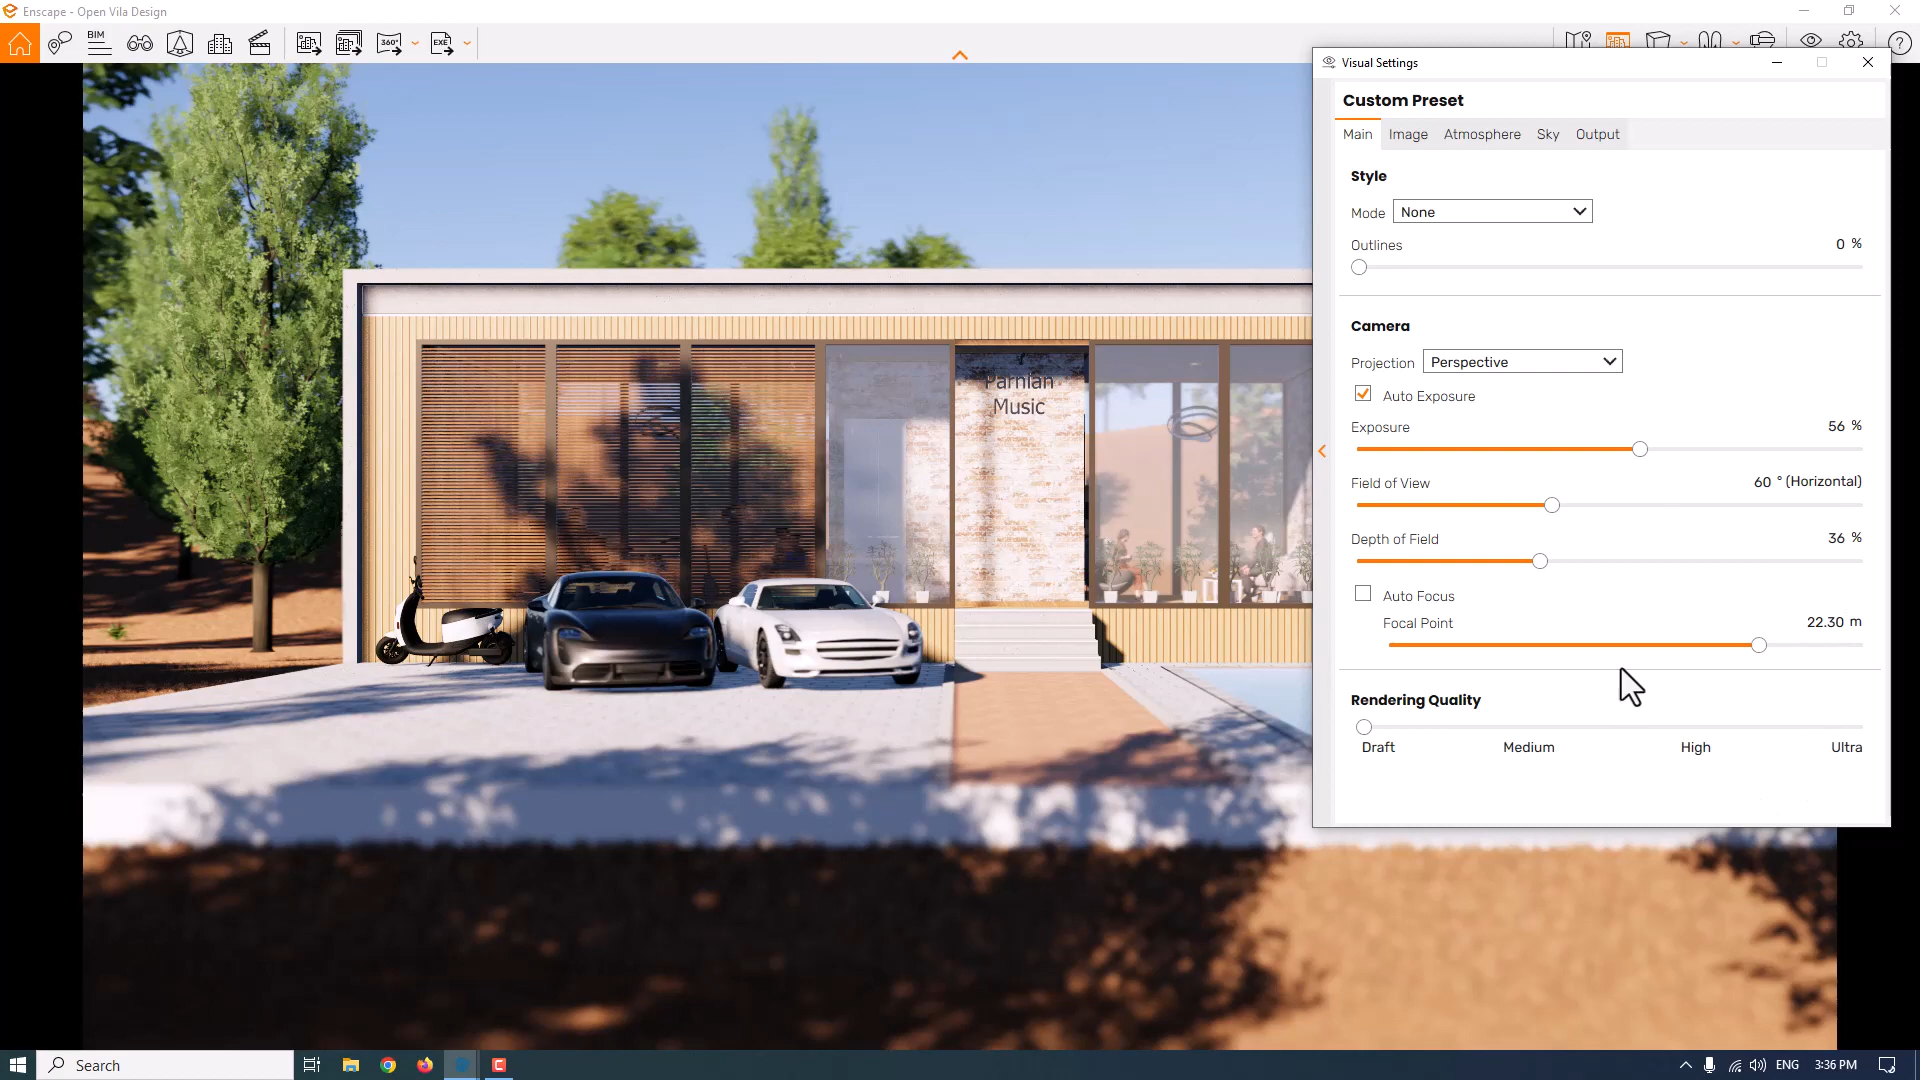 Enscape - Open Vila Design
BIM
360°
EXE
Visual Settings
Custom Preset
Main
Image
Atmosphere
Sky
Output
Style
Mode
None
Outlines
0 %
Camera
Projection
Perspective
Auto Exposure
Exposure
56 %
Field of View
60 ° (Horizontal)
Depth of Field
36 %
Auto Focus
Focal Point
22.30 m
Rendering Quality
Draft
Medium
High
Ultra
Parnian
Music
Search
ENG
3:36 PM